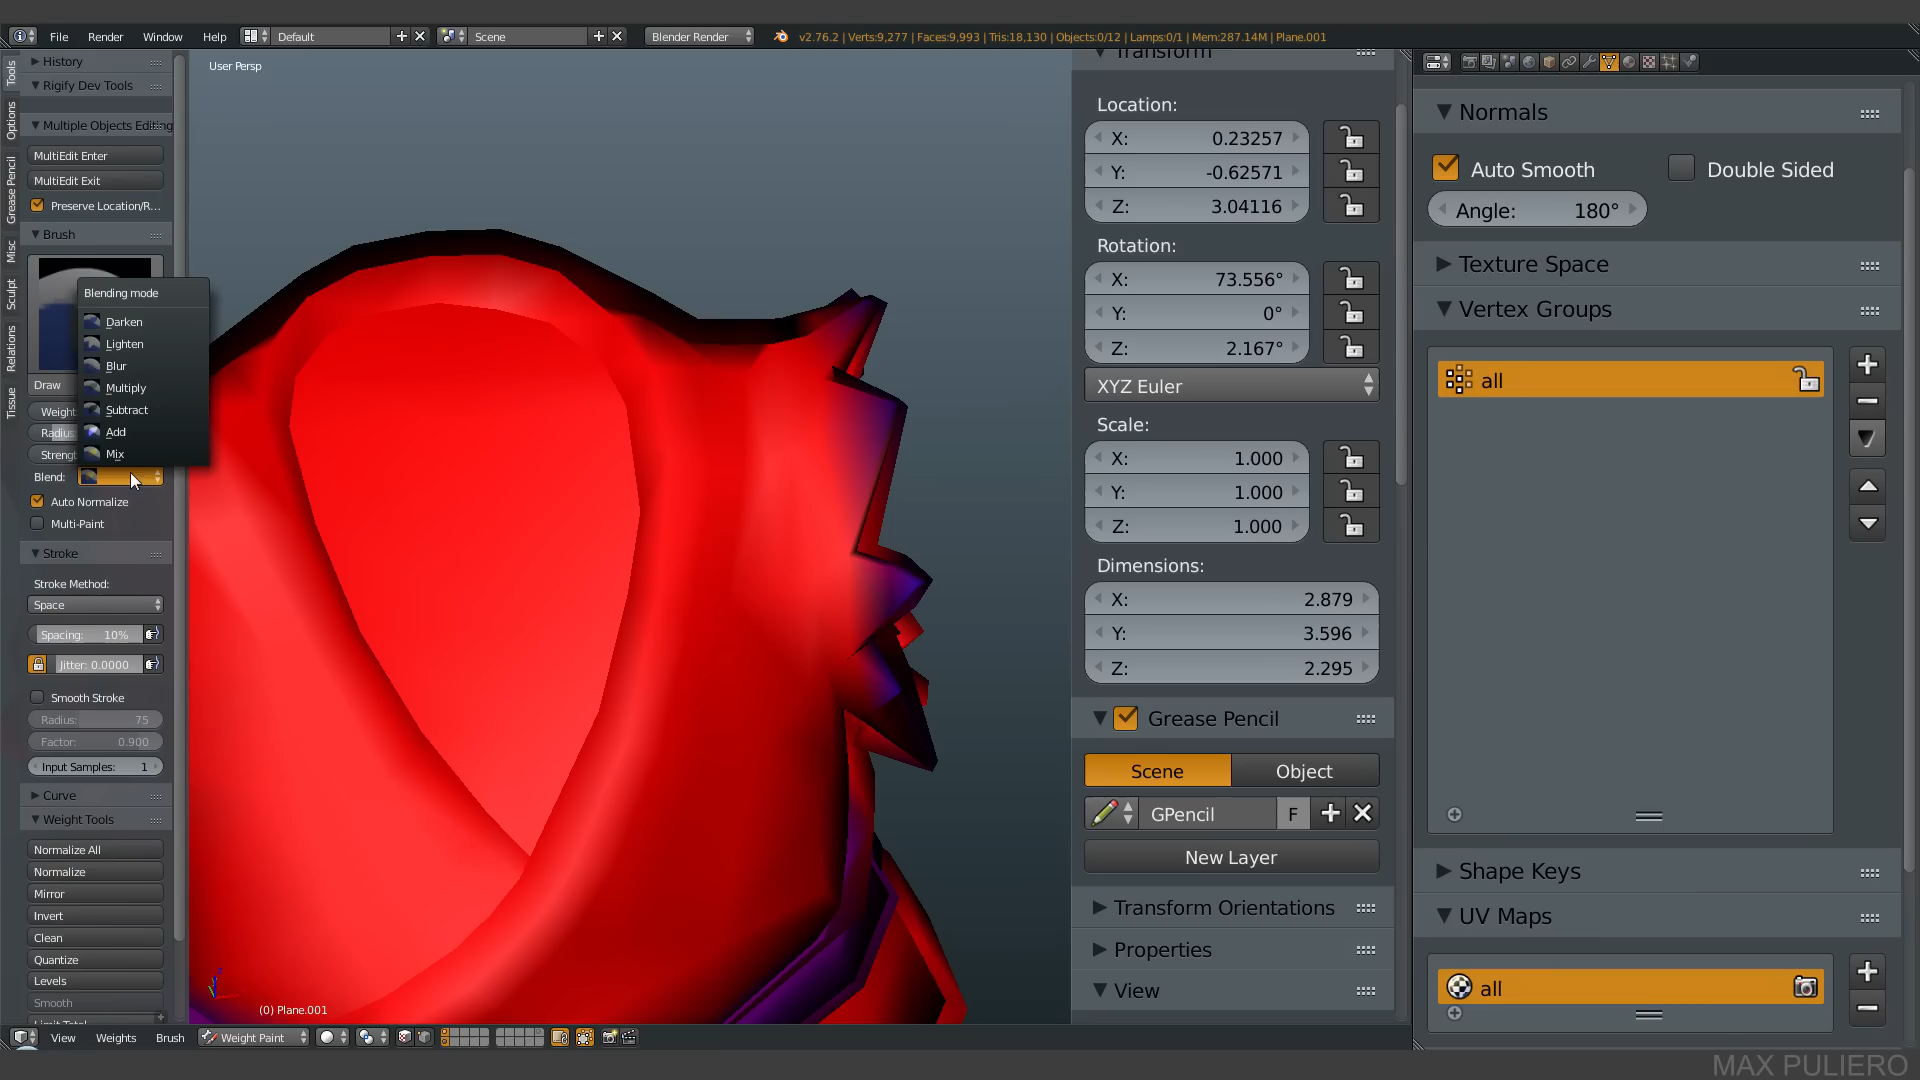 File
Render
Window
Help
Default
Scene
Blender Render
v2.76.2 | Verts:9,277 | Faces:9,993 | Tris:18,130 | Objects:0/12 | Lamps:0/1 | Mem:287.14M | Plane.001
Tools
Options
Grease Pencil
Misc
Sculpt
Relations
Tissue
History
Rigify Dev Tools
Multiple Objects Editing
MultiEdit Enter
MultiEdit Exit
Preserve Location/R...
Brush
Blending mode
Darken
Lighten
Blur
Multiply
Subtract
Add
Mix
Draw
Weight
Radius
Strengt
Blend:
Auto Normalize
Multi-Paint
Stroke
Stroke Method:
Space
Spacing: 10%
Jitter: 0.0000
Smooth Stroke
Radius: 75
Factor: 0.900
Input Samples: 1
Curve
Weight Tools
Normalize All
Normalize
Mirror
Invert
Clean
Quantize
Levels
Smooth
User Persp
(0) Plane.001
View
Weights
Brush
Weight Paint
Transform
Location:
X: 0.23257
Y: -0.62571
Z: 3.04116
Rotation:
X: 73.556°
Y: 0°
Z: 2.167°
XYZ Euler
Scale:
X: 1.000
Y: 1.000
Z: 1.000
Dimensions:
X: 2.879
Y: 3.596
Z: 2.295
Grease Pencil
Scene
Object
GPencil
F
New Layer
Transform Orientations
Properties
View
Normals
Auto Smooth
Double Sided
Angle: 180°
Texture Space
Vertex Groups
all
Shape Keys
UV Maps
all
MAX PULIERO